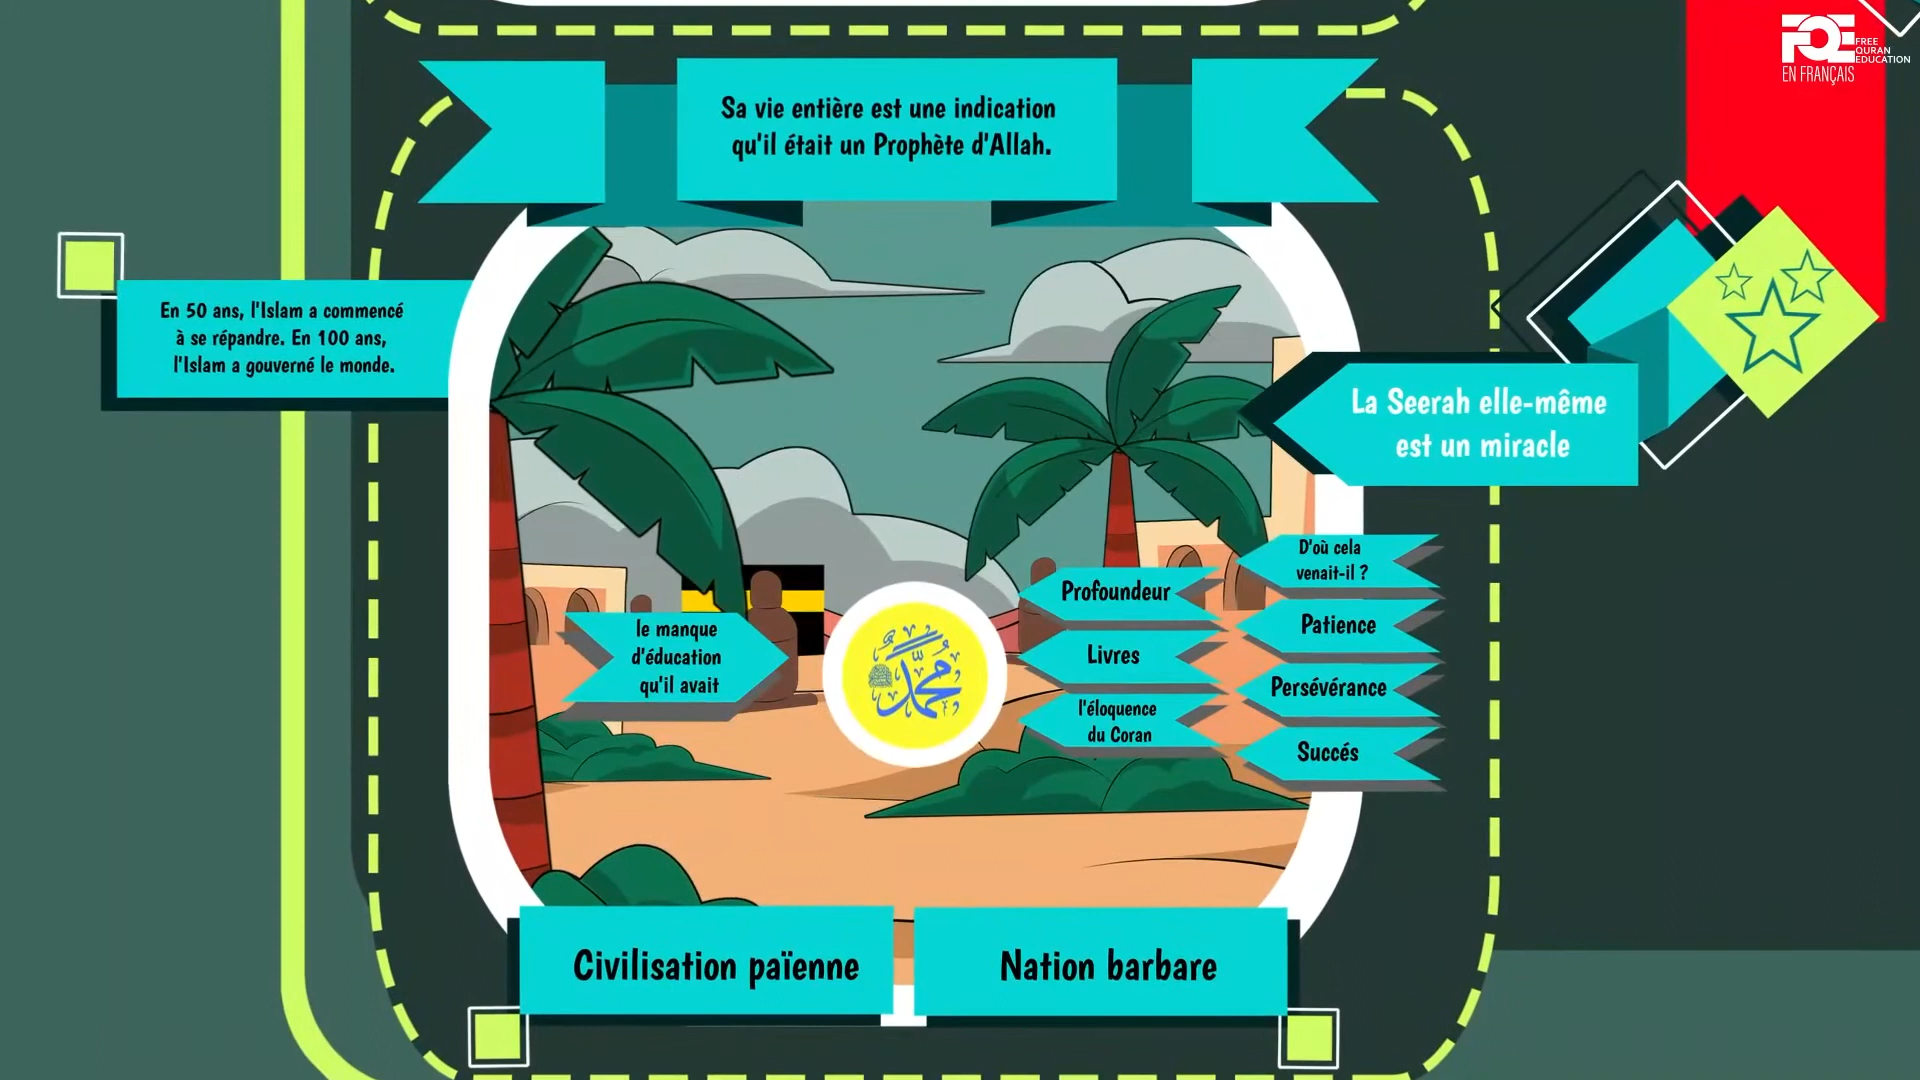 FQE
FREE
QURAN
EDUCATION
EN FRANÇAIS
Sa vie entière est une indication
qu'il était un Prophète d'Allah.
En 50 ans, l'Islam a commencé
à se répandre. En 100 ans,
l'Islam a gouverné le monde.
La Seerah elle-même
est un miracle
le manque
d'éducation
qu'il avait
محمد
Profoundeur
Livres
l'éloquence
du Coran
D'où cela
venait-il ?
Patience
Persévérance
Succés
Civilisation païenne
Nation barbare